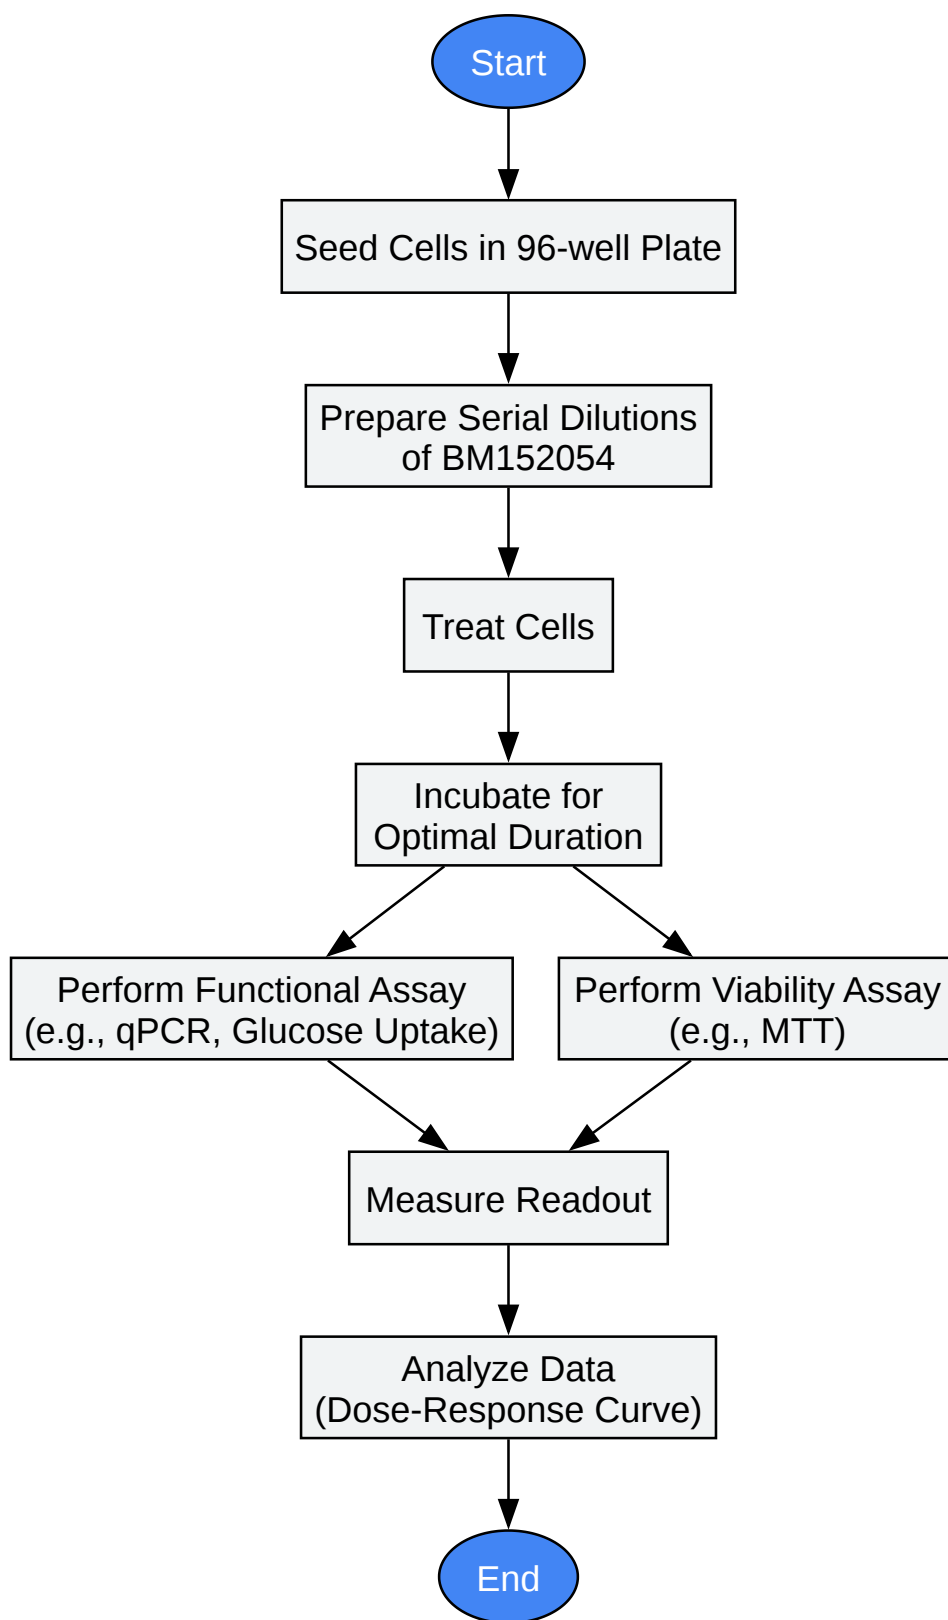 Start
Seed Cells in 96-well Plate
Prepare Serial Dilutions
of BM152054
Treat Cells
Incubate for
Optimal Duration
Perform Functional Assay
(e.g., qPCR, Glucose Uptake)
Perform Viability Assay
(e.g., MTT)
Measure Readout
Analyze Data
(Dose-Response Curve)
End